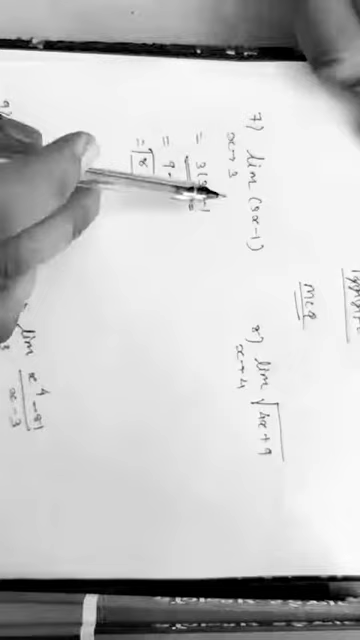 MCQ
7) lim (3x-1)
x→3
= 3(3)-1
= 9-
= 8
8) lim √4x+9
x→4
lim x⁴-81
x-3